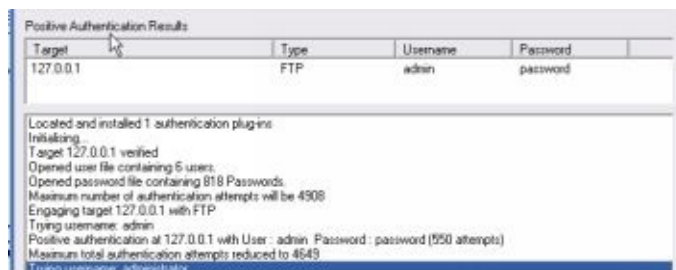 Positive Authentication Results
Target Type Username Password
127.0.0.1 FTP admin password
Located and installed 1 authentication plug-ins
Initialising...
Target 127.0.0.1 verified
Opened user file containing 6 users.
Opened password file containing 818 Passwords.
Maximum number of authentication attempts will be 4908
Engaging target 127.0.0.1 with FTP
Trying username: admin
Positive authentication at 127.0.0.1 with User : admin Password : password (550 attempts)
Maximum total authentication attempts reduced to 4649
Trying username: administrator